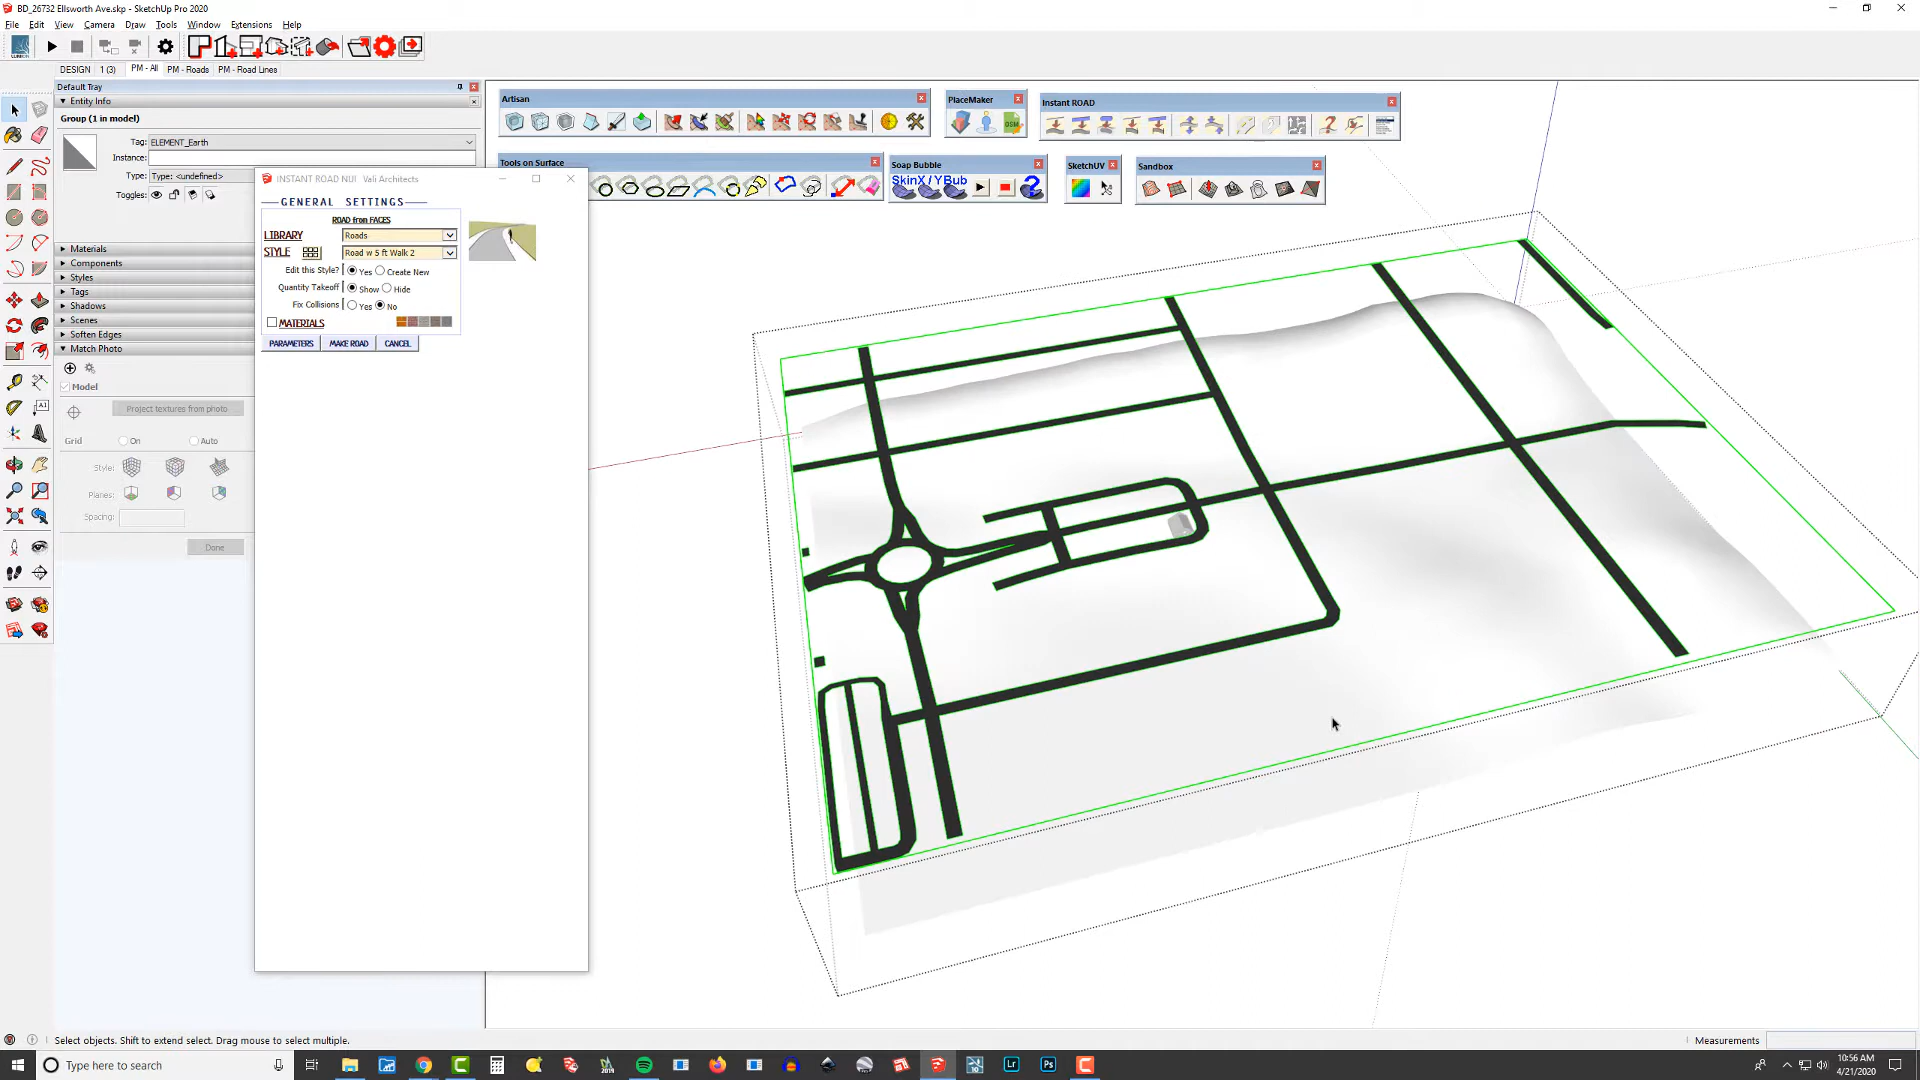 BD_26732 Ellsworth Ave.skp - SketchUp Pro 2020
File Edit View Camera Draw Tools Window Extensions Help
DESIGN 1 (3) PM - All PM - Roads PM - Road Lines
Default Tray
Entity Info
Group (1 in model)
Tag: ELEMENT_Earth
Instance:
Type: Type: <undefined>
Toggles:
Materials
Components
Styles
Tags
Shadows
Scenes
Soften Edges
Match Photo
Model
Project textures from photo
Grid On Auto
Style:
Planes:
Spacing:
Done
INSTANT ROAD NUI Vali Architects
GENERAL SETTINGS
ROAD from FACES
LIBRARY Roads
STYLE Road w 5 ft Walk 2
Edit this Style? Yes Create New
Quantity Takeoff Show Hide
Fix Collisions Yes No
MATERIALS
PARAMETERS MAKE ROAD CANCEL
Artisan
PlaceMaker
Instant ROAD
Tools on Surface
Soap Bubble
SkinX/YBub
SketchUV
Sandbox
Select objects. Shift to extend select. Drag mouse to select multiple.
Measurements
Type here to search
Lr
Ps
10:56 AM
4/21/2020